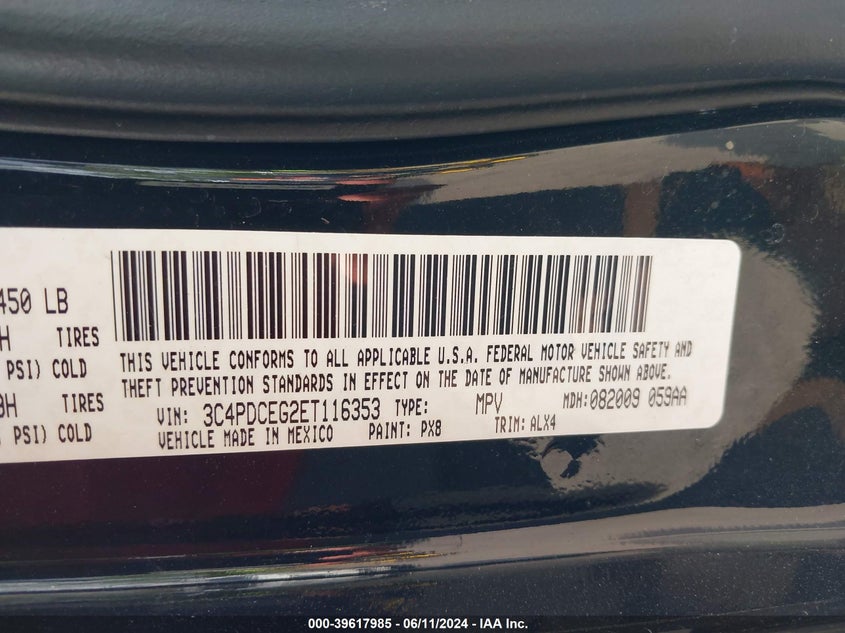 450 LB
H TIRES
PSI) COLD
0H TIRES
PSI) COLD
THIS VEHICLE CONFORMS TO ALL APPLICABLE U.S.A. FEDERAL MOTOR VEHICLE SAFETY AND
THEFT PREVENTION STANDARDS IN EFFECT ON THE DATE OF MANUFACTURE SHOWN ABOVE.
VIN: 3C4PDCEG2ET116353 TYPE: MPV MDH:082009 059AA
VEHICLE MADE IN MEXICO PAINT: PX8 TRIM: ALX4
000-39617985 - 06/11/2024 - IAA Inc.